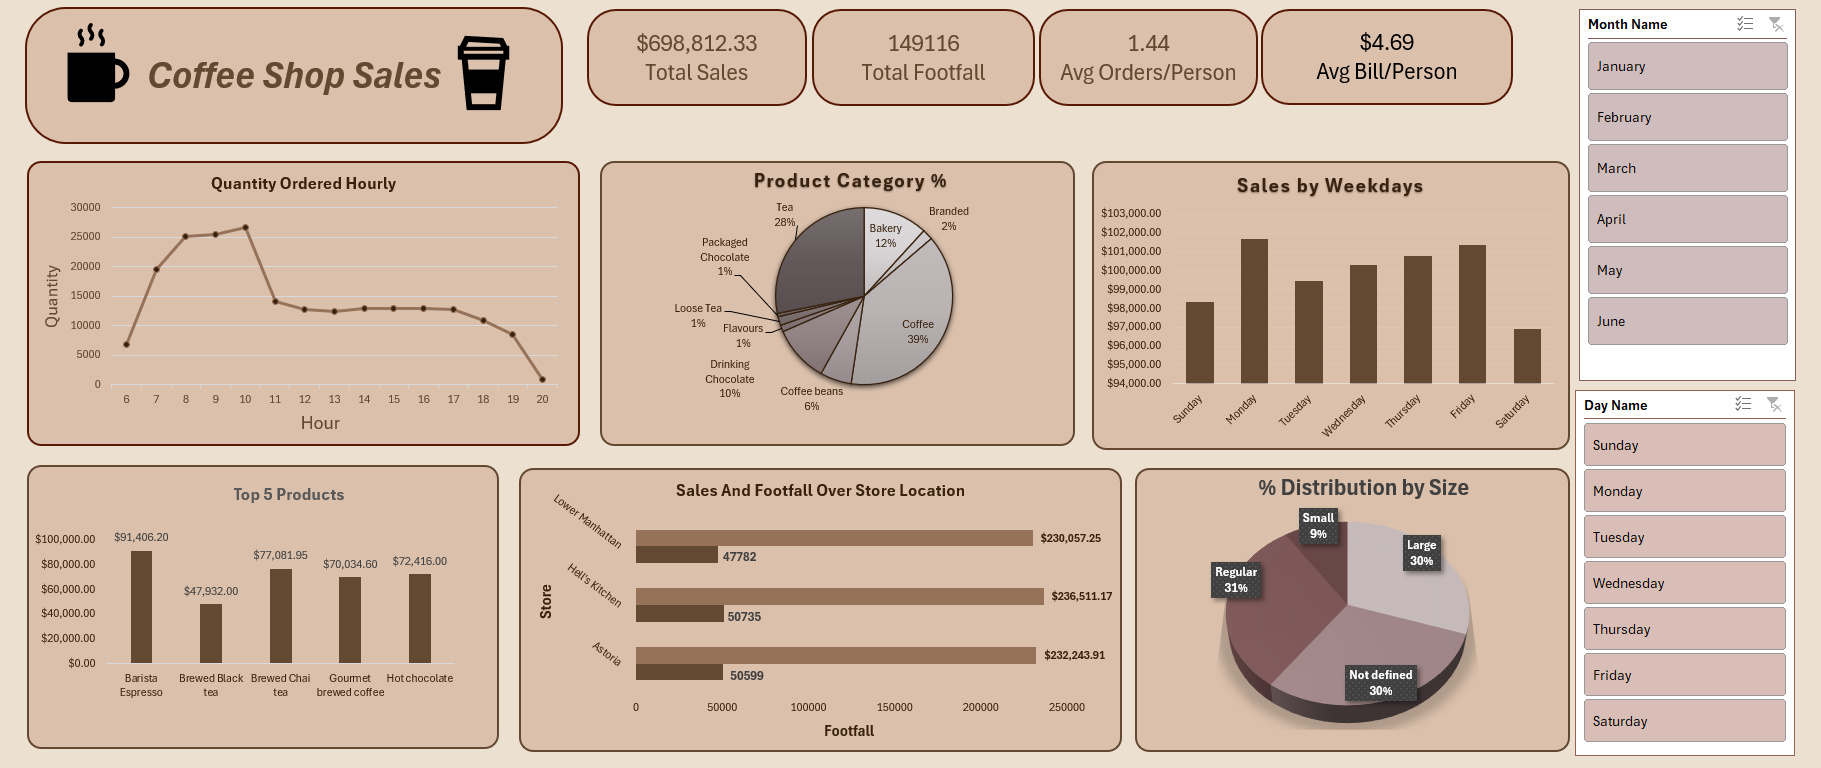 Coffee Shop Sales
$698,812.33
Total Sales
149116
Total Footfall
1.44
Avg Orders/Person
$4.69
Avg Bill/Person
Month Name
January
February
March
April
May
June
Quantity Ordered Hourly
Quantity
30000
25000
20000
15000
10000
5000
0
6 7 8 9 10 11 12 13 14 15 16 17 18 19 20
Hour
Product Category %
Tea
28%
Branded
2%
Bakery
12%
Packaged
Chocolate
1%
Loose Tea
1%
Flavours
1%
Coffee
39%
Drinking
Chocolate
10%
Coffee beans
6%
Sales by Weekdays
$103,000.00
$102,000.00
$101,000.00
$100,000.00
$99,000.00
$98,000.00
$97,000.00
$96,000.00
$95,000.00
$94,000.00
Sunday
Monday
Tuesday
Wednesday
Thursday
Friday
Saturday
Day Name
Sunday
Monday
Tuesday
Wednesday
Thursday
Friday
Saturday
Top 5 Products
$100,000.00
$80,000.00
$60,000.00
$40,000.00
$20,000.00
$0.00
$91,406.20
$47,932.00
$77,081.95
$70,034.60
$72,416.00
Barista
Espresso
Brewed Black
tea
Brewed Chai
tea
Gourmet
brewed coffee
Hot chocolate
Sales And Footfall Over Store Location
Store
Lower Manhattan
$230,057.25
47782
Hell's Kitchen
$236,511.17
50735
Astoria
$232,243.91
50599
0 50000 100000 150000 200000 250000
Footfall
% Distribution by Size
Small
9%
Large
30%
Regular
31%
Not defined
30%